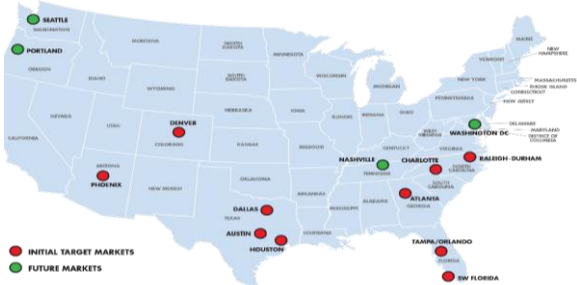 SEATTLE
WASHINGTON
PORTLAND
OREGON
MONTANA
IDAHO
WYOMING
NORTH
DAKOTA
SOUTH
DAKOTA
MINNESOTA
WISCONSIN
MICHIGAN
NEW YORK
VERMONT
MAINE
NEW
HAMPSHIRE
MASSACHUSETTS
RHODE ISLAND
CONNECTICUT
NEW JERSEY
PENNSYLVANIA
DELAWARE
MARYLAND
DISTRICT OF
COLUMBIA
WASHINGTON DC
NEVADA
UTAH
CALIFORNIA
DENVER
COLORADO
NEBRASKA
IOWA
KANSAS
MISSOURI
ILLINOIS
INDIANA
OHIO
WEST
VIRGINIA
VIRGINIA
KENTUCKY
NASHVILLE
TENNESSEE
CHARLOTTE
RALEIGH-DURHAM
NORTH
CAROLINA
SOUTH
CAROLINA
ARIZONA
PHOENIX
NEW MEXICO
OKLAHOMA
ARKANSAS
MISSISSIPPI
ALABAMA
ATLANTA
GEORGIA
DALLAS
TEXAS
AUSTIN
HOUSTON
LOUISIANA
TAMPA/ORLANDO
FLORIDA
SW FLORIDA
INITIAL TARGET MARKETS
FUTURE MARKETS